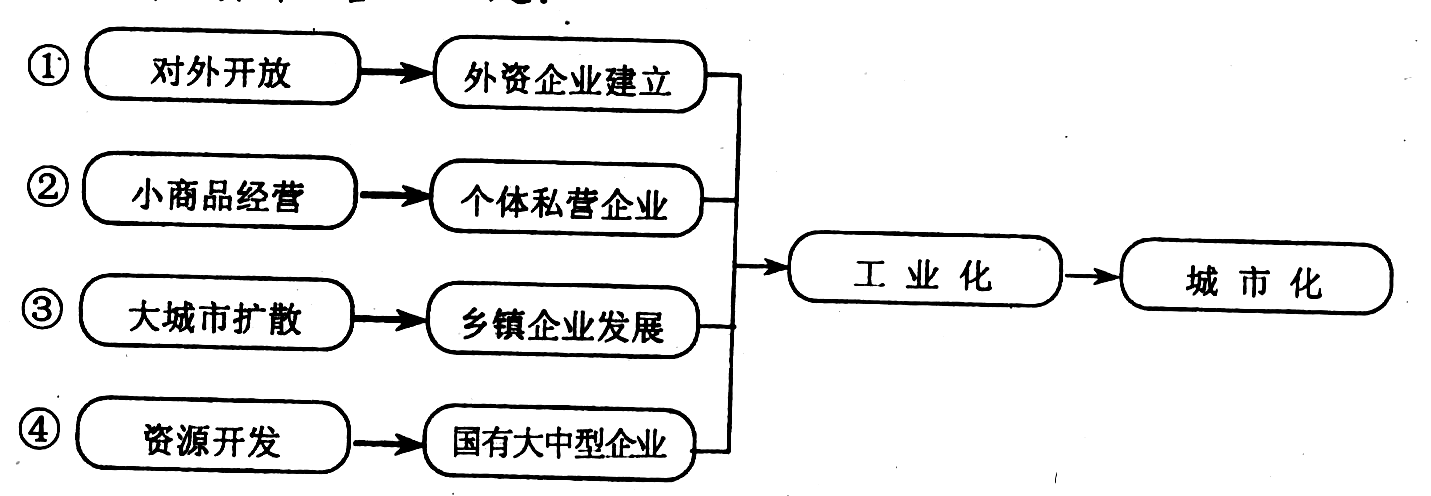 ① 对外开放 外资企业建立
② 小商品经营 个体私营企业
③ 大城市扩散 乡镇企业发展
④ 资源开发 国有大中型企业
工业化 城市化